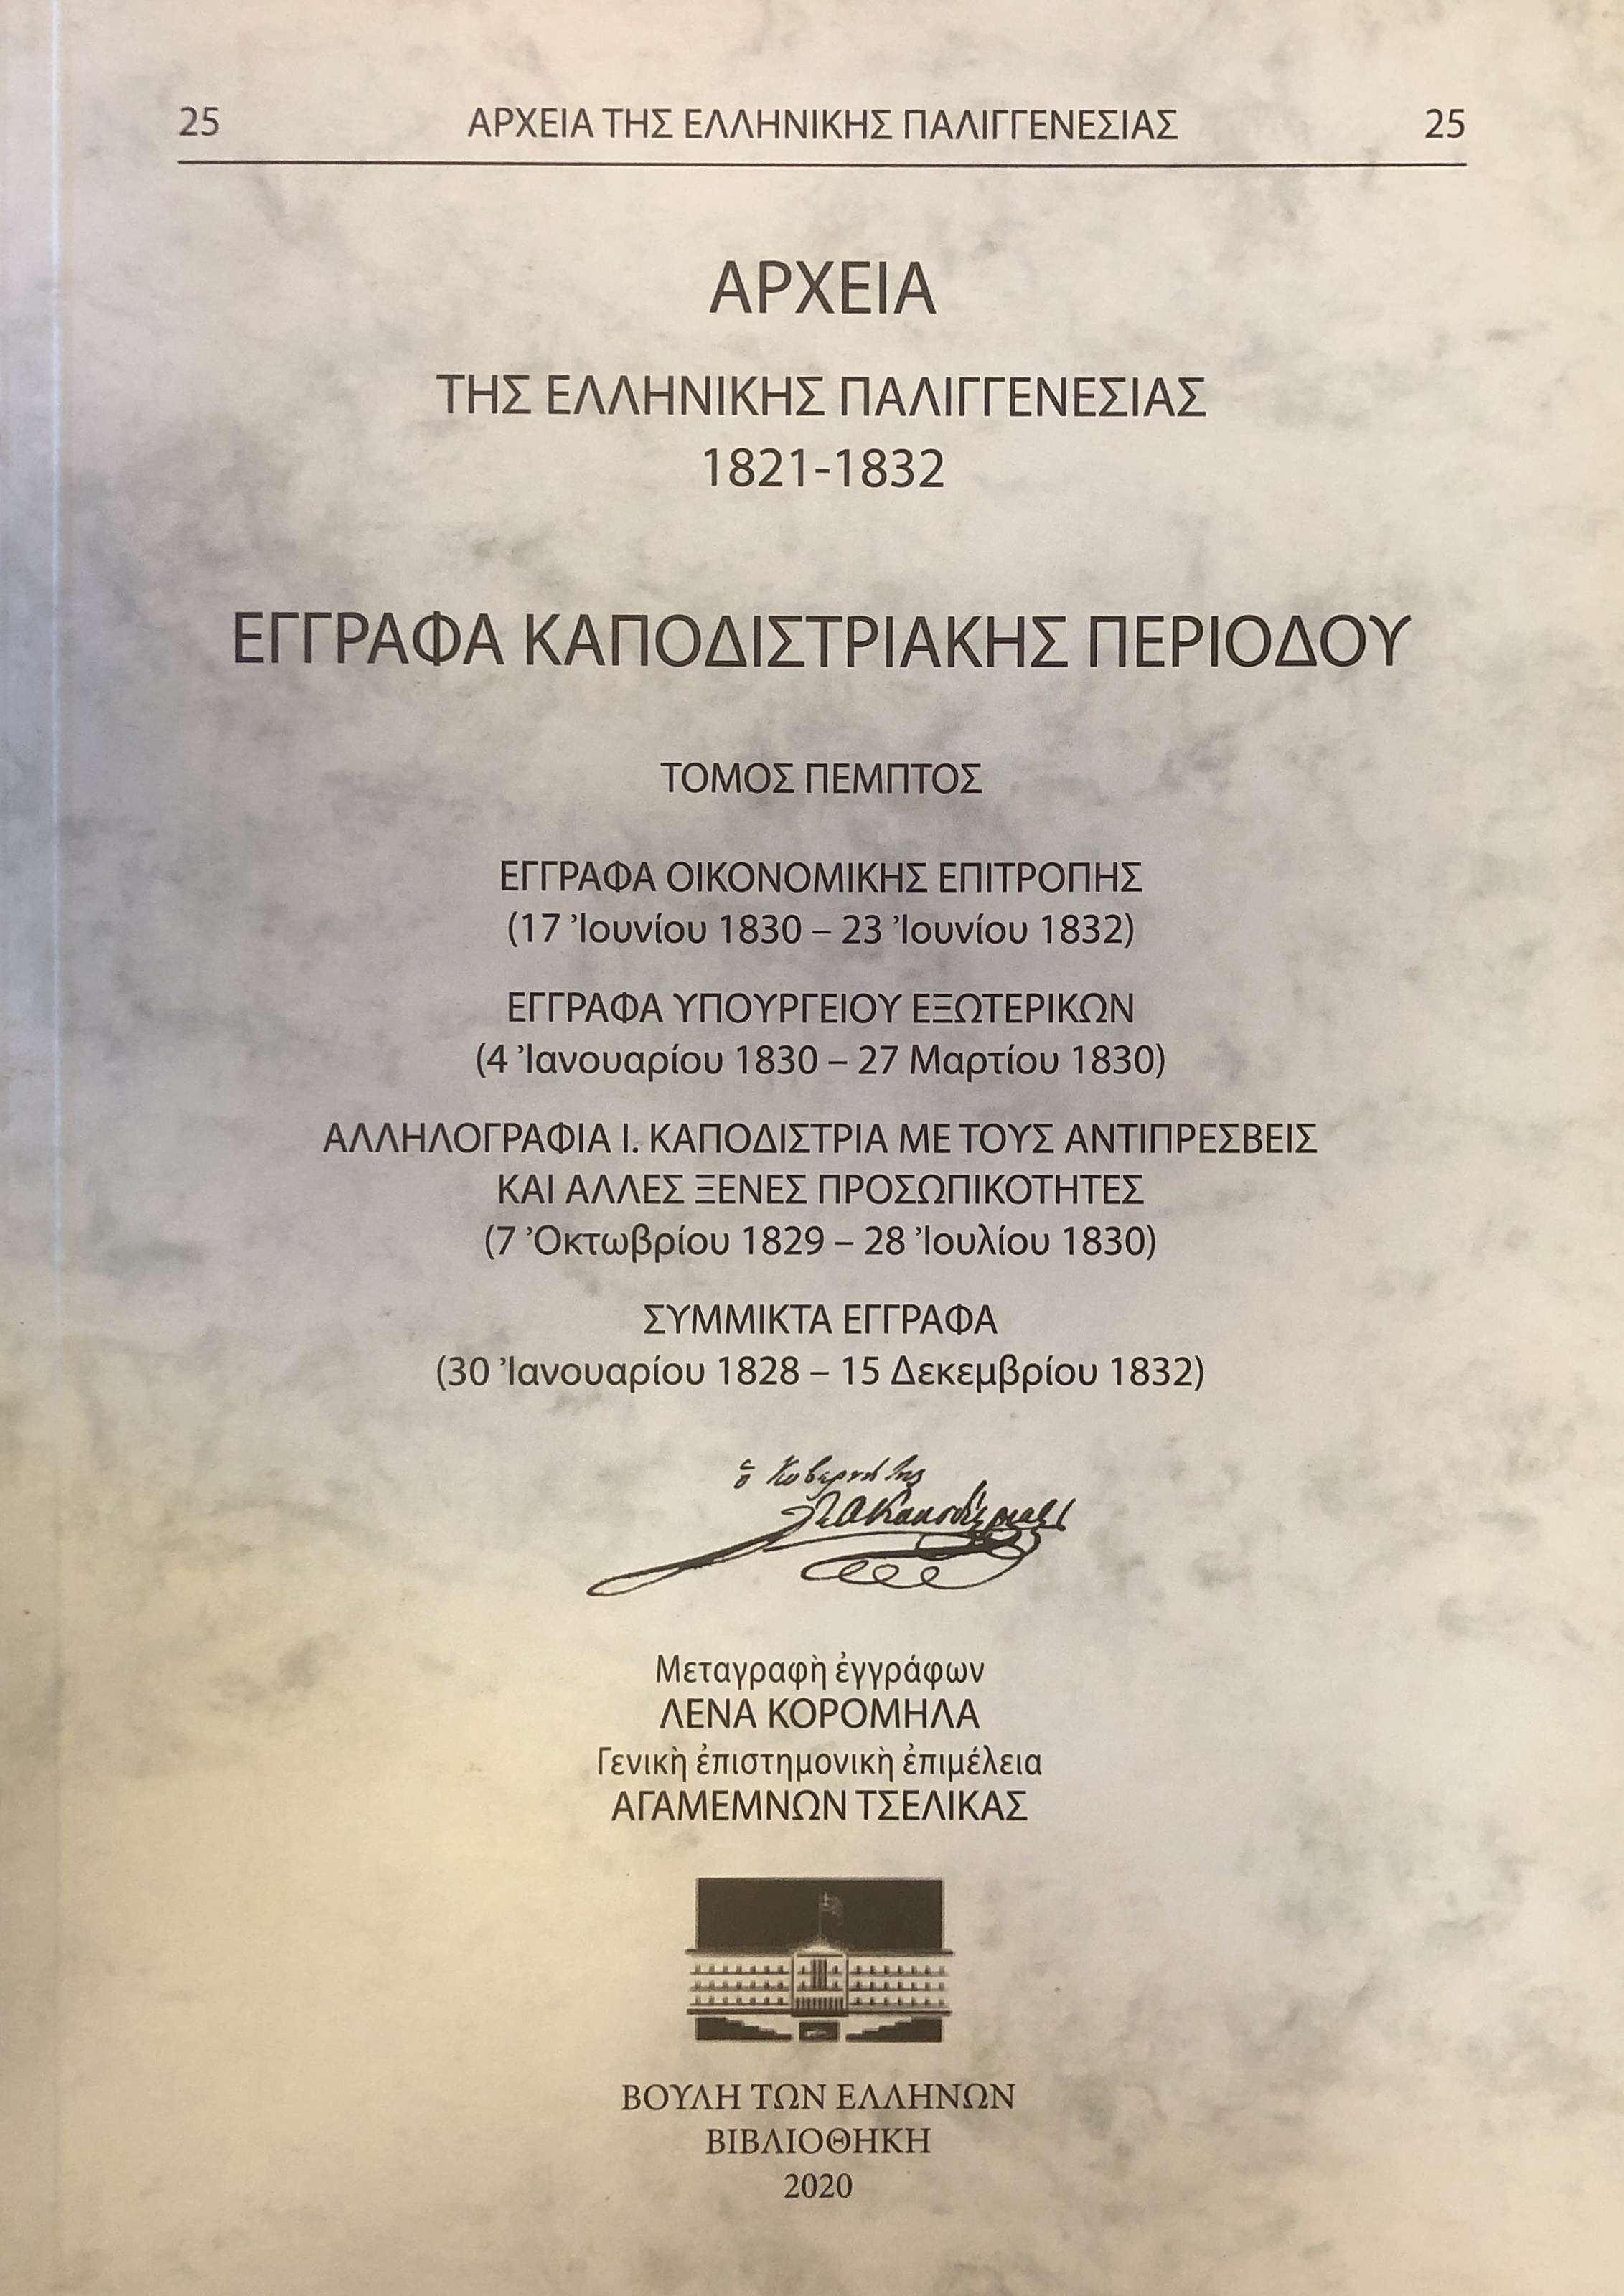 25 ΑΡΧΕΙΑ ΤΗΣ ΕΛΛΗΝΙΚΗΣ ΠΑΛΙΓΓΕΝΕΣΙΑΣ 25
ΑΡΧΕΙΑ
ΤΗΣ ΕΛΛΗΝΙΚΗΣ ΠΑΛΙΓΓΕΝΕΣΙΑΣ
1821-1832
ΕΓΓΡΑΦΑ ΚΑΠΟΔΙΣΤΡΙΑΚΗΣ ΠΕΡΙΟΔΟΥ
ΤΟΜΟΣ ΠΕΜΠΤΟΣ
ΕΓΓΡΑΦΑ ΟΙΚΟΝΟΜΙΚΗΣ ΕΠΙΤΡΟΠΗΣ
(17 Ἰουνίου 1830 – 23 Ἰουνίου 1832)
ΕΓΓΡΑΦΑ ΥΠΟΥΡΓΕΙΟΥ ΕΞΩΤΕΡΙΚΩΝ
(4 Ἰανουαρίου 1830 – 27 Μαρτίου 1830)
ΑΛΛΗΛΟΓΡΑΦΙΑ Ι. ΚΑΠΟΔΙΣΤΡΙΑ ΜΕ ΤΟΥΣ ΑΝΤΙΠΡΕΣΒΕΙΣ
ΚΑΙ ΑΛΛΕΣ ΞΕΝΕΣ ΠΡΟΣΩΠΙΚΟΤΗΤΕΣ
(7 Ὀκτωβρίου 1829 – 28 Ἰουλίου 1830)
ΣΥΜΜΙΚΤΑ ΕΓΓΡΑΦΑ
(30 Ἰανουαρίου 1828 – 15 Δεκεμβρίου 1832)
ὁ Κυβερνήτης
Μεταγραφὴ ἐγγράφων
ΛΕΝΑ ΚΟΡΟΜΗΛΑ
Γενικὴ ἐπιστημονικὴ ἐπιμέλεια
ΑΓΑΜΕΜΝΩΝ ΤΣΕΛΙΚΑΣ
ΒΟΥΛΗ ΤΩΝ ΕΛΛΗΝΩΝ
ΒΙΒΛΙΟΘΗΚΗ
2020